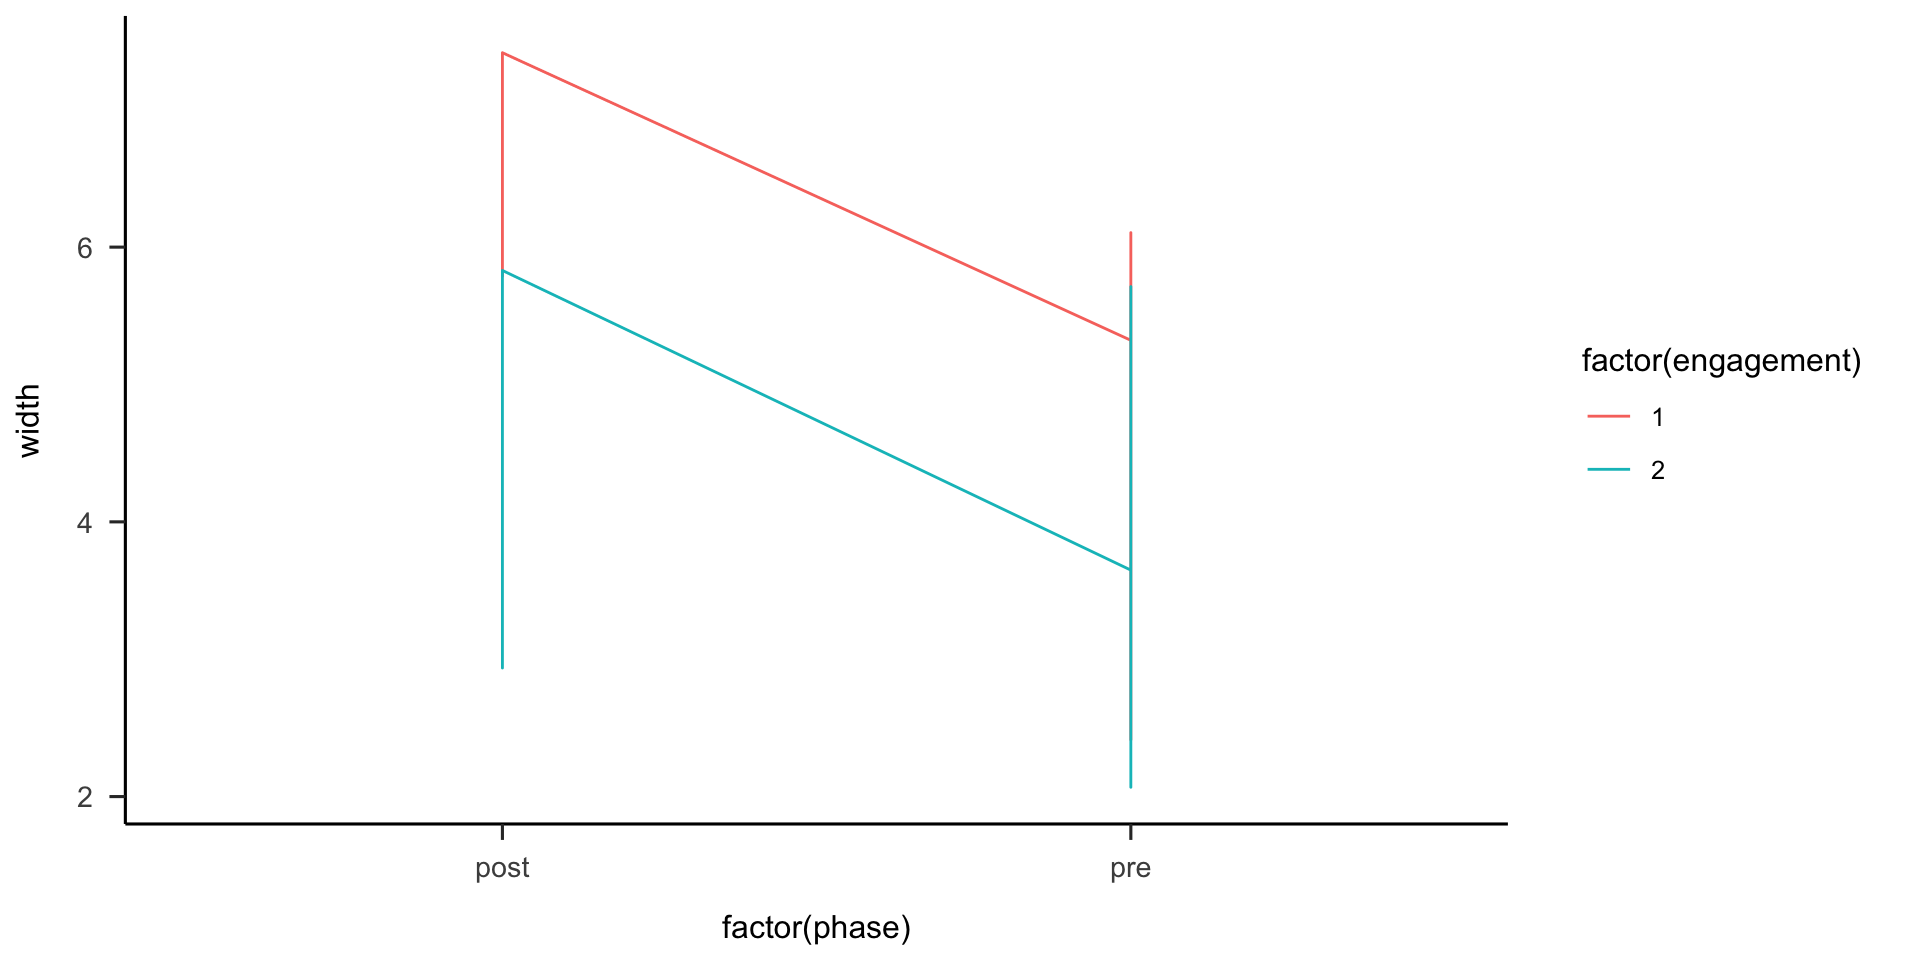 width
6
4
2
post
pre
factor(phase)
factor(engagement)
1
2